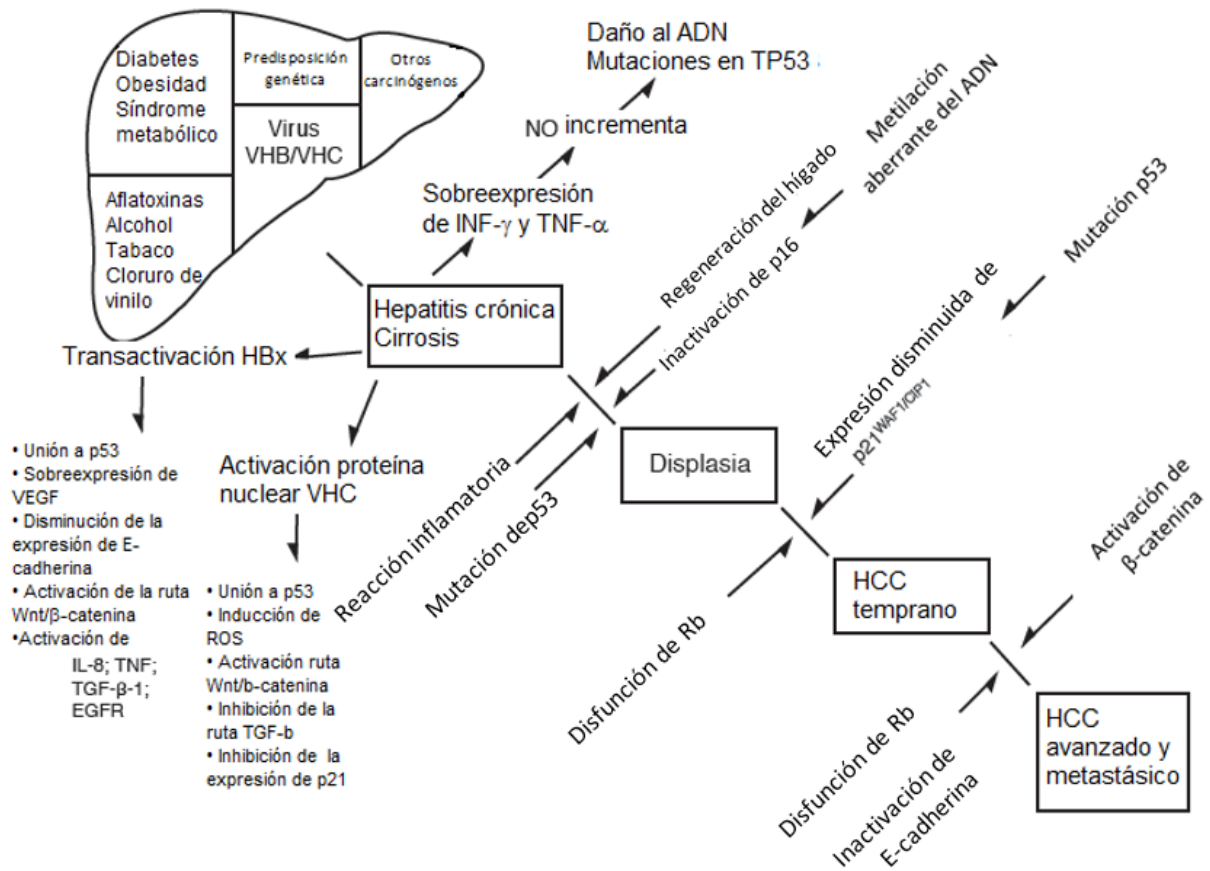 Diabetes
Obesidad
Síndrome
metabólico
Predisposición
genética
Otros
carcinógenos
Virus
VHB/VHC
Aflatoxinas
Alcohol
Tabaco
Cloruro de
vinilo
Daño al ADN
Mutaciones en TP53
NO incrementa
Sobreexpresión
de INF-γ y TNF-α
Hepatitis crónica
Cirrosis
Transactivación HBx
• Unión a p53
• Sobreexpresión de
VEGF
• Disminución de la
expresión de E-
cadherina
• Activación de la ruta
Wnt/β-catenina
•Activación de
IL-8; TNF;
TGF-β-1;
EGFR
Activación proteína
nuclear VHC
• Unión a p53
• Inducción de
ROS
• Activación ruta
Wnt/b-catenina
• Inhibición de la
ruta TGF-b
• Inhibición de la
expresión de p21
Regeneración del hígado
Inactivación de p16
Metilación
aberrante del ADN
Reacción inflamatoria
Mutación dep53
Displasia
Mutación p53
Expresión disminuida de
p21WAF1/CIP1
Disfunción de Rb
HCC
temprano
Activación de
β-catenina
Disfunción de Rb
Inactivación de
E-cadherina
HCC
avanzado y
metastásico